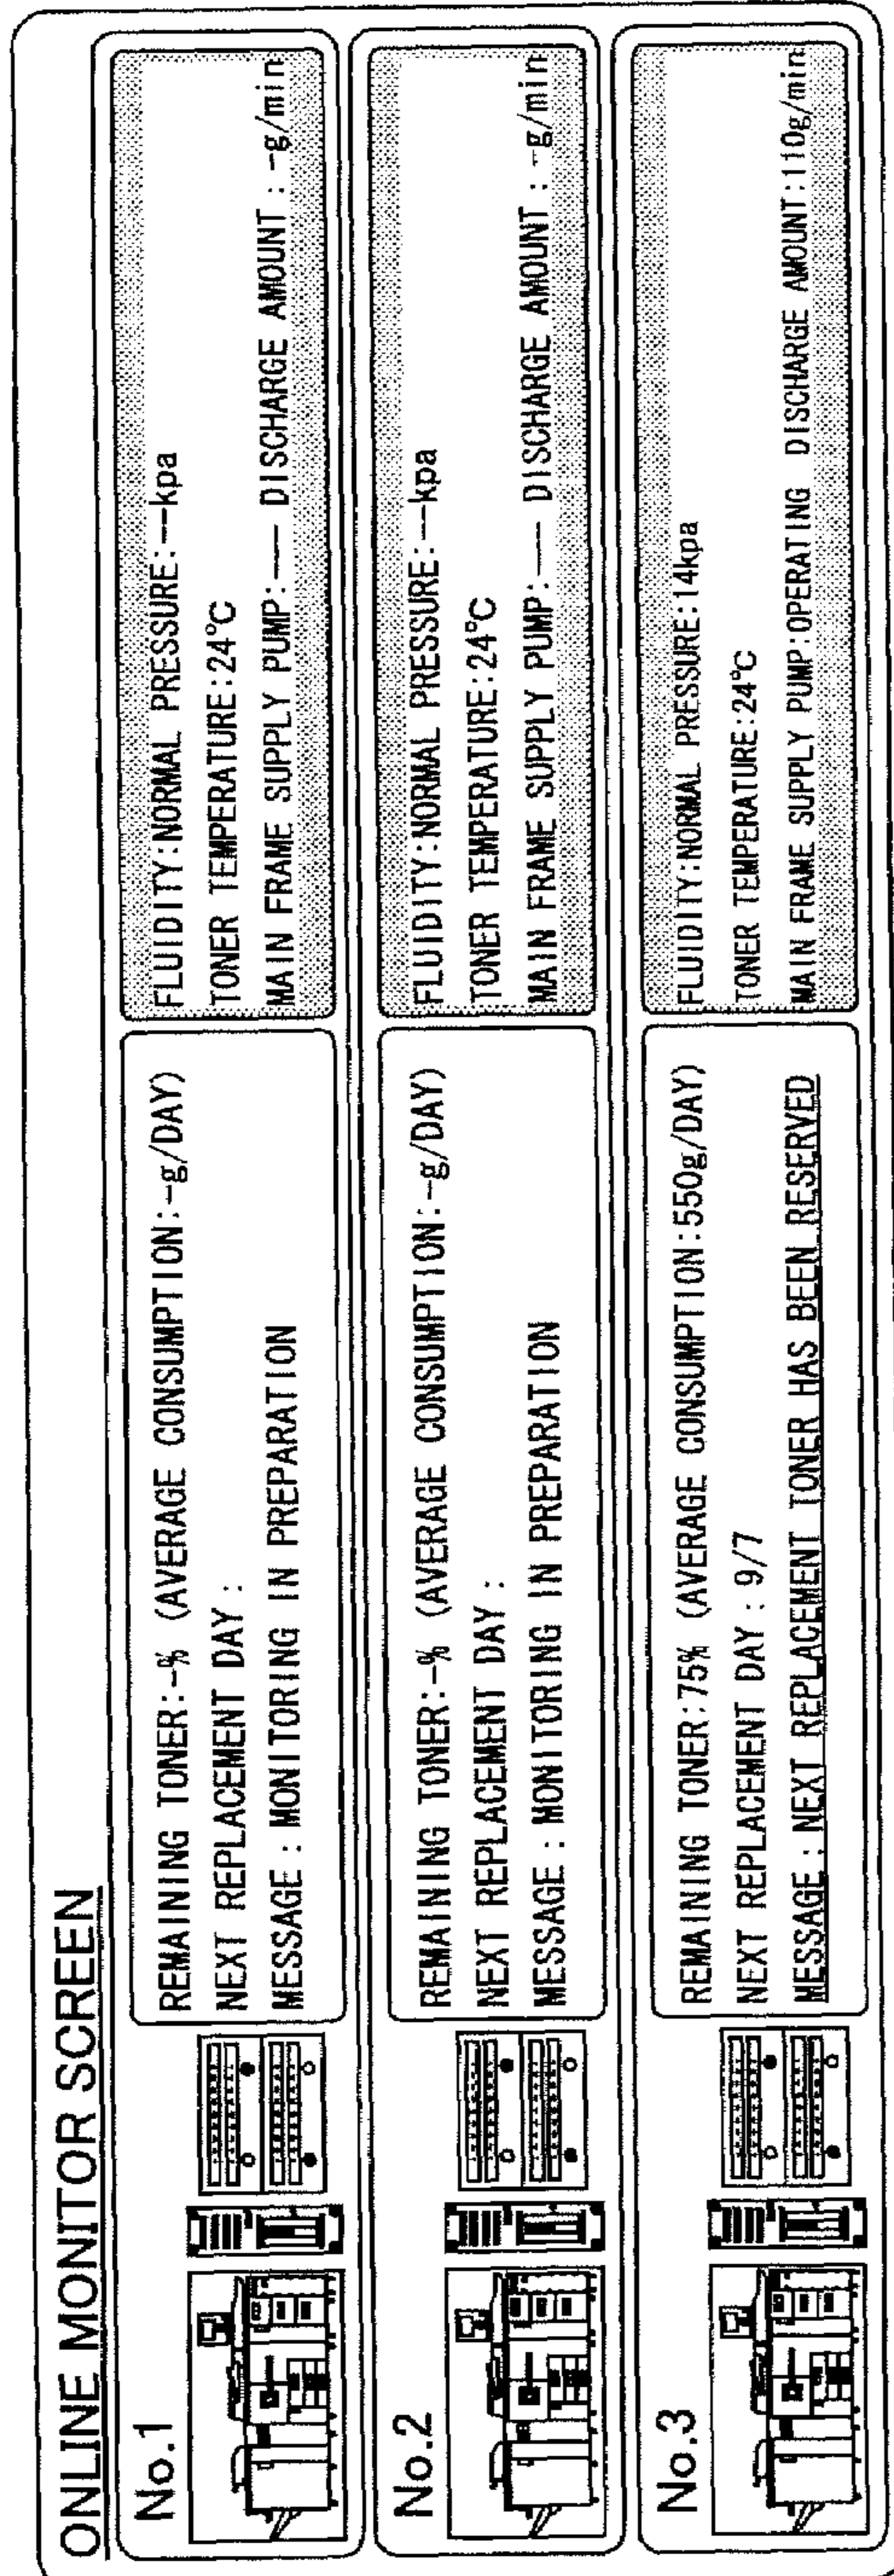 ONLINE MONITOR SCREEN
No.1
REMAINING TONER:-% (AVERAGE CONSUMPTION:-g/DAY)
NEXT REPLACEMENT DAY:
MESSAGE: MONITORING IN PREPARATION
FLUIDITY:NORMAL PRESSURE:--kpa
TONER TEMPERATURE:24°C
MAIN FRAME SUPPLY PUMP:--- DISCHARGE AMOUNT: -g/min
No.2
REMAINING TONER:-% (AVERAGE CONSUMPTION:-g/DAY)
NEXT REPLACEMENT DAY:
MESSAGE: MONITORING IN PREPARATION
FLUIDITY:NORMAL PRESSURE:--kpa
TONER TEMPERATURE:24°C
MAIN FRAME SUPPLY PUMP:--- DISCHARGE AMOUNT: -g/min
No.3
REMAINING TONER:75% (AVERAGE CONSUMPTION:550g/DAY)
NEXT REPLACEMENT DAY: 9/7
MESSAGE: NEXT REPLACEMENT TONER HAS BEEN RESERVED
FLUIDITY:NORMAL PRESSURE:14kpa
TONER TEMPERATURE:24°C
MAIN FRAME SUPPLY PUMP:OPERATING DISCHARGE AMOUNT:110g/min